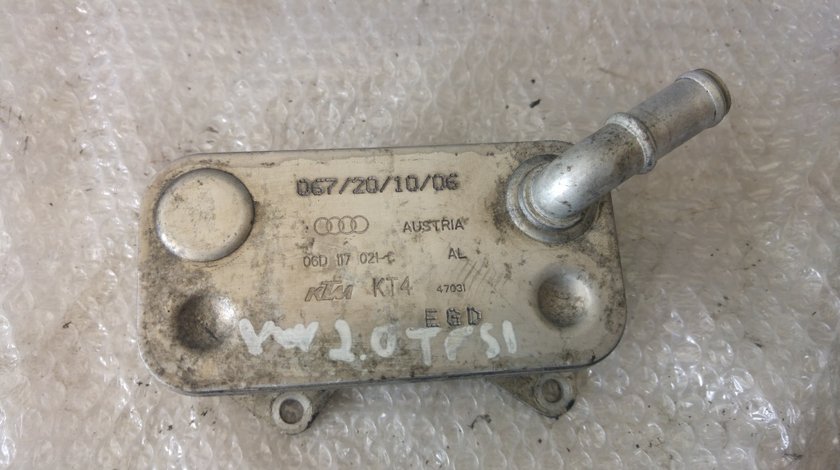 067/20/10/06
AUSTRIA
06D 117 021-C AL
KTM KT4 47031
EGD
VW 2.0 TFSI